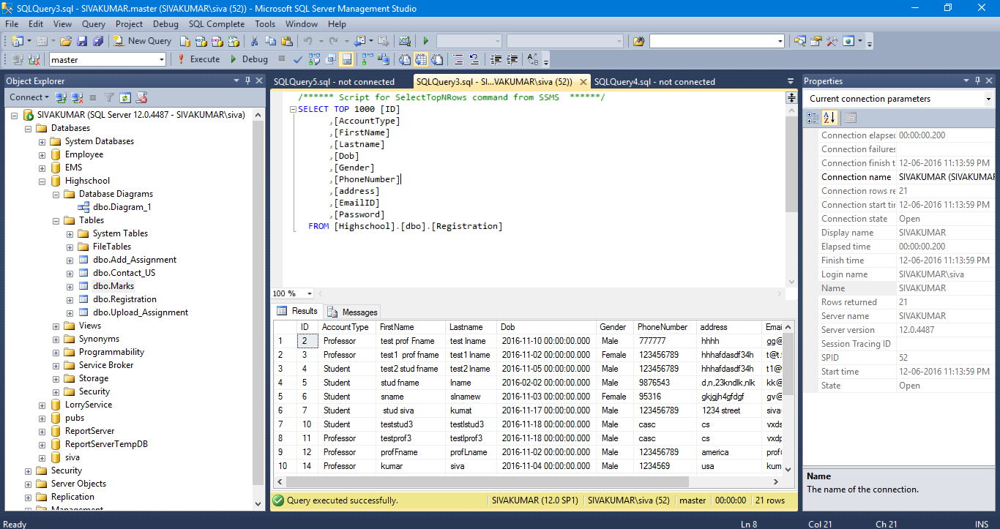 SQLQuery3.sql - SIVAKUMAR.master (SIVAKUMAR\siva (52)) - Microsoft SQL Server Management Studio
File Edit View Query Project Debug SQL Complete Tools Window Help
New Query
master Execute Debug
Object Explorer
Connect
SIVAKUMAR (SQL Server 12.0.4487 - SIVAKUMAR\siva)
Databases
System Databases
Employee
EMS
Highschool
Database Diagrams
dbo.Diagram_1
Tables
System Tables
FileTables
dbo.Add_Assignment
dbo.Contact_US
dbo.Marks
dbo.Registration
dbo.Upload_Assignment
Views
Synonyms
Programmability
Service Broker
Storage
Security
LorryService
pubs
ReportServer
ReportServerTempDB
siva
Security
Server Objects
Replication
Management
SQLQuery5.sql - not connected SQLQuery3.sql - SI...VAKUMAR\siva (52)) SQLQuery4.sql - not connected
/****** Script for SelectTopNRows command from SSMS ******/
SELECT TOP 1000 [ID]
,[AccountType]
,[FirstName]
,[Lastname]
,[Dob]
,[Gender]
,[PhoneNumber]
,[address]
,[EmailID]
,[Password]
FROM [Highschool].[dbo].[Registration]
100 %
Results Messages
ID AccountType FirstName Lastname Dob Gender PhoneNumber address Emai
1 2 Professor test prof Fname test lname 2016-11-10 00:00:00.000 Male 777777 hhhh gg@
2 3 Professor test1 prof fname test1 lname 2016-11-02 00:00:00.000 Female 123456789 hhhafdasdf34h t@t.
3 4 Student test2 stud fname test2 lname 2016-11-05 00:00:00.000 Male 123456789 hhhafdasdf34h t1@
4 5 Student stud fname lname 2016-02-02 00:00:00.000 Male 9876543 d,n,23kndlk,nlk kk@
5 6 Student sname slnamew 2016-11-03 00:00:00.000 Female 95316 gkjgjh4gfdgf gv@
6 7 Student stud siva kumat 2016-11-17 00:00:00.000 Male 123456789 1234 street siva
7 10 Student teststud3 testlstud3 2016-11-18 00:00:00.000 Male casc cs vxds
8 11 Professor testprof3 testlprof3 2016-11-18 00:00:00.000 Male casc cs vxdp
9 12 Professor profFname profLname 2016-11-02 00:00:00.000 Male 123456789 america prof
10 14 Professor kumar siva 2016-11-04 00:00:00.000 Male 1234569 usa kum
Query executed successfully. SIVAKUMAR (12.0 SP1) SIVAKUMAR\siva (52) master 00:00:00 21 rows
Properties
Current connection parameters
Connection elapsed 00:00:00.200
Connection failures
Connection finish t 12-06-2016 11:13:59 PM
Connection name SIVAKUMAR (SIVAKUMAR
Connection rows re 21
Connection start ti 12-06-2016 11:13:59 PM
Connection state Open
Display name SIVAKUMAR
Elapsed time 00:00:00.200
Finish time 12-06-2016 11:13:59 PM
Login name SIVAKUMAR\siva
Name SIVAKUMAR
Rows returned 21
Server name SIVAKUMAR
Server version 12.0.4487
Session Tracing ID
SPID 52
Start time 12-06-2016 11:13:59 PM
State Open
Name
The name of the connection.
Ready Ln 8 Col 21 Ch 21 INS